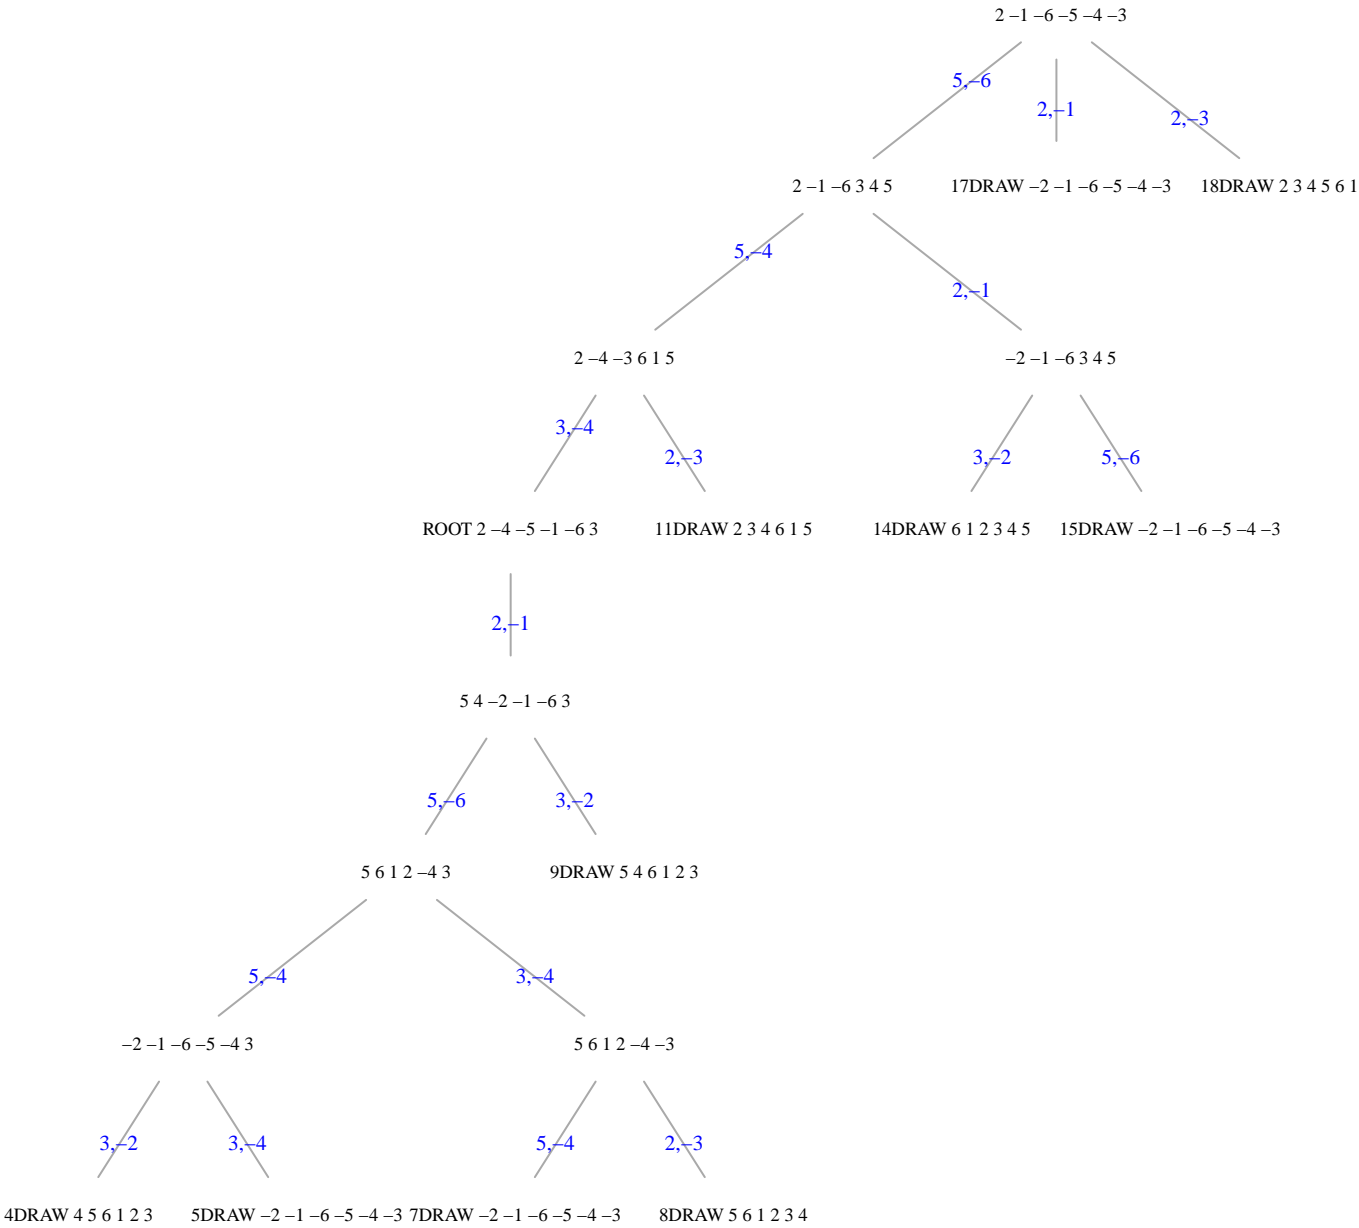 2 –1 –6 –5 –4 –3
5,–6
2,–1
2,–3
2 –1 –6 3 4 5
17DRAW –2 –1 –6 –5 –4 –3
18DRAW 2 3 4 5 6 1
5,–4
2,–1
2 –4 –3 6 1 5
–2 –1 –6 3 4 5
3,–4
2,–3
3,–2
5,–6
ROOT 2 –4 –5 –1 –6 3
11DRAW 2 3 4 6 1 5
14DRAW 6 1 2 3 4 5
15DRAW –2 –1 –6 –5 –4 –3
2,–1
5 4 –2 –1 –6 3
5,–6
3,–2
5 6 1 2 –4 3
9DRAW 5 4 6 1 2 3
5,–4
3,–4
–2 –1 –6 –5 –4 3
5 6 1 2 –4 –3
3,–2
3,–4
5,–4
2,–3
4DRAW 4 5 6 1 2 3
5DRAW –2 –1 –6 –5 –4 –3
7DRAW –2 –1 –6 –5 –4 –3
8DRAW 5 6 1 2 3 4